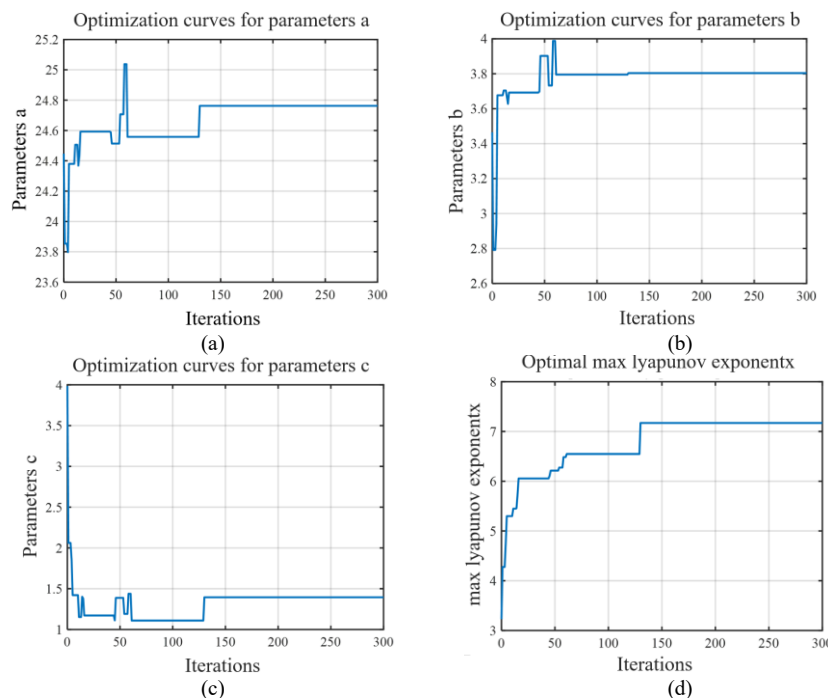 Optimization curves for parameters a
25.2
25
24.8
24.6
24.4
24.2
24
23.8
23.6
Parameters a
0 50 100 150 200 250 300
Iterations
(a)
Optimization curves for parameters b
4
3.8
3.6
3.4
3.2
3
2.8
2.6
Parameters b
0 50 100 150 200 250 300
Iterations
(b)
Optimization curves for parameters c
4
3.5
3
2.5
2
1.5
1
Parameters c
0 50 100 150 200 250 300
Iterations
(c)
Optimal max lyapunov exponentx
8
7
6
5
4
3
max lyapunov exponentx
0 50 100 150 200 250 300
Iterations
(d)